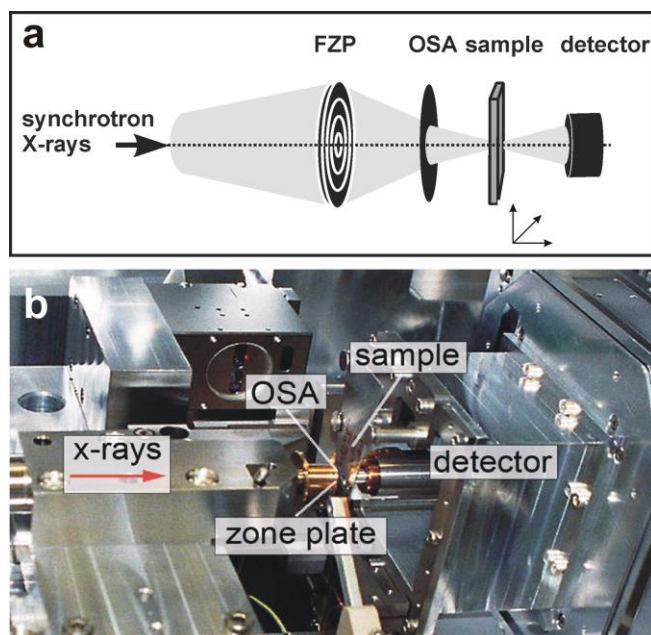 a
FZP OSA sample detector
synchrotron
X-rays
b
sample
OSA
x-rays
detector
zone plate